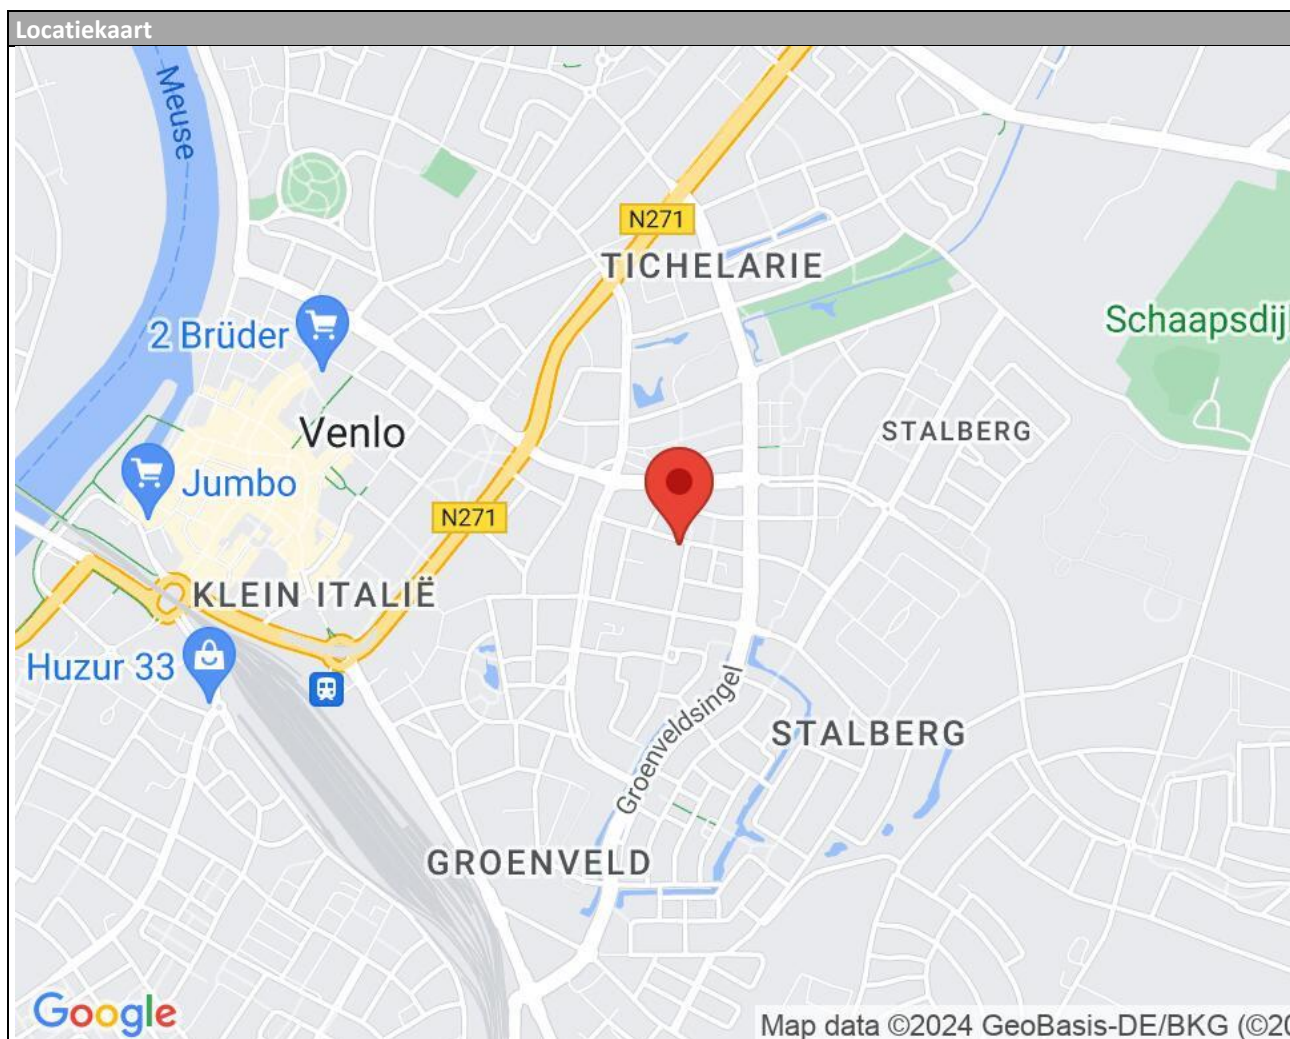 Locatiekaart
Meuse
N271
TICHELARIE
Schaapsdij
2 Brüder
Venlo
STALBERG
Jumbo
N271
KLEIN ITALIË
Huzur 33
Groenveldsingel
STALBERG
GROENVELD
Google
Map data ©2024 GeoBasis-DE/BKG (©20